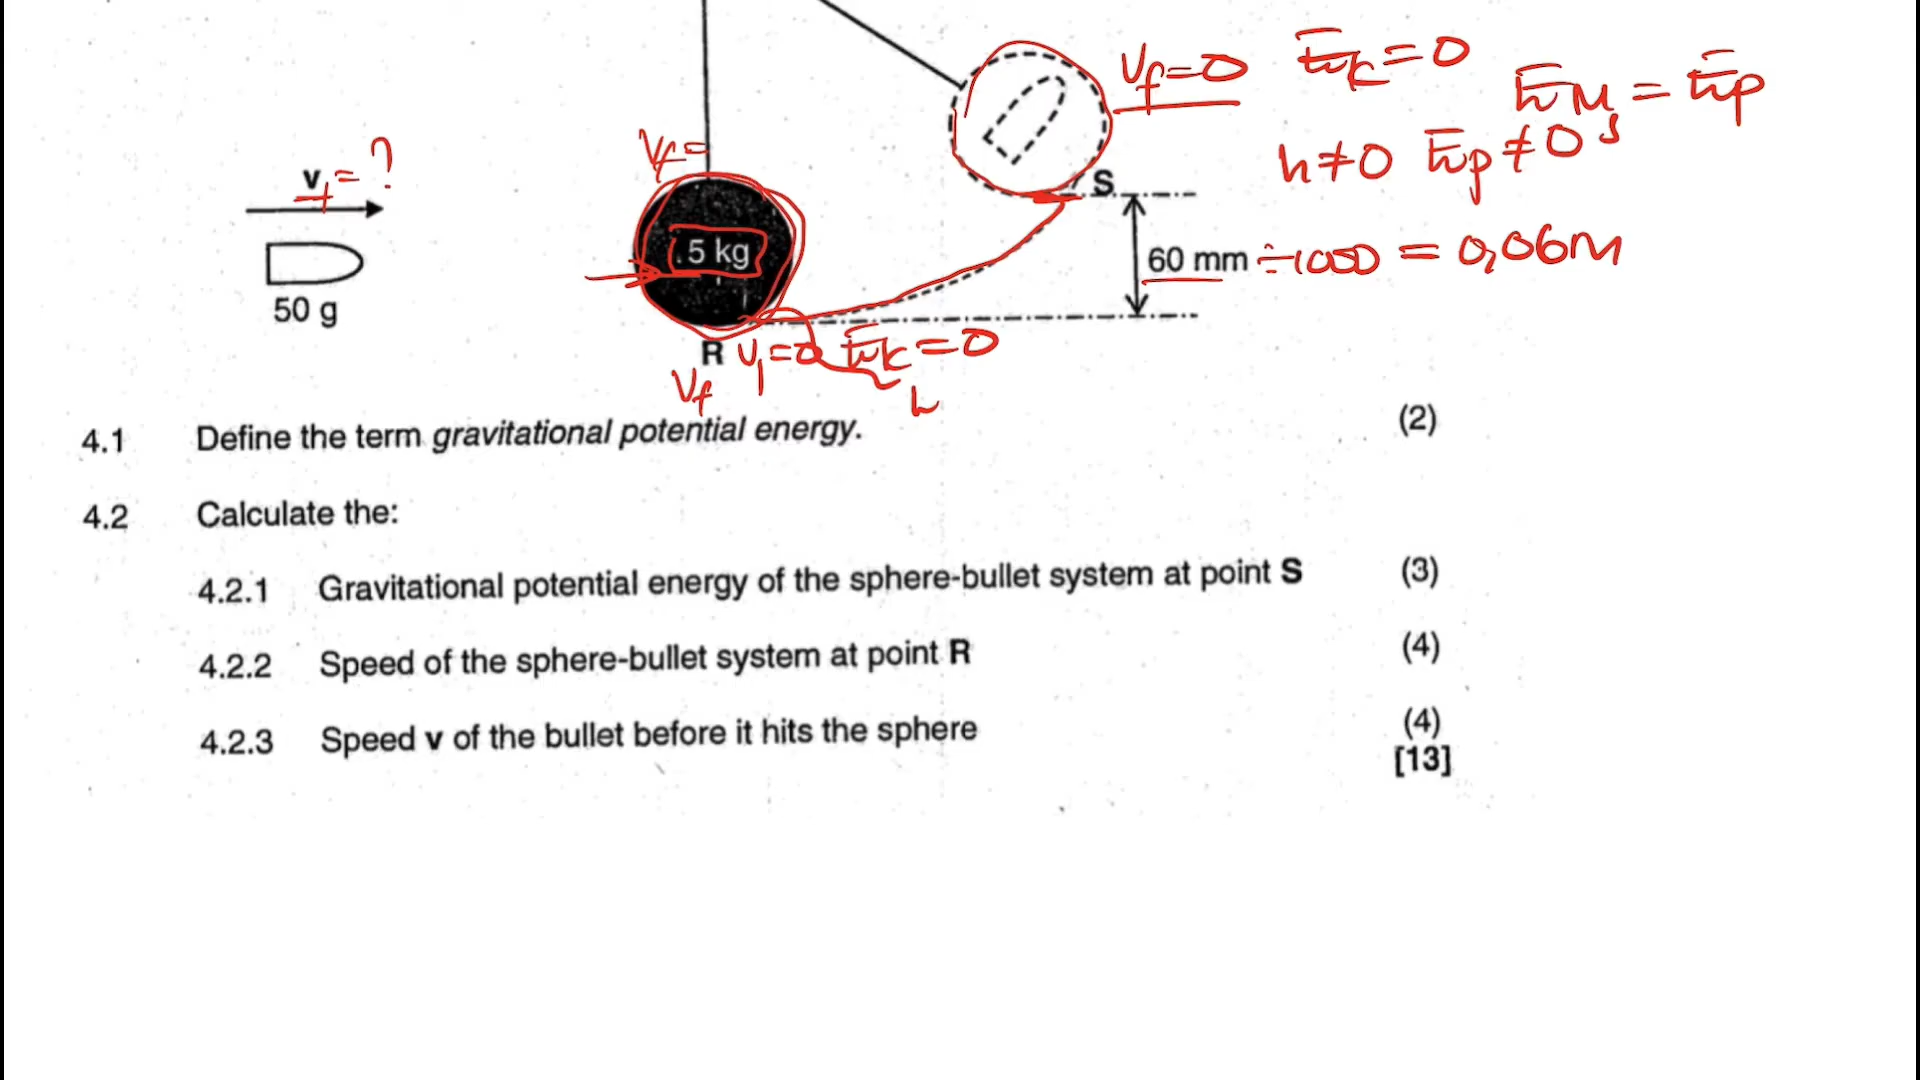 vf=0 Ek=0
EMs = Ep
h≠0 Ep≠0
vf=
v1=?
S
.5 kg
60 mm ÷1000 = 0,06m
50 g
R v1=0 Ek=0
vf h
4.1 Define the term gravitational potential energy. (2)
4.2 Calculate the:
4.2.1 Gravitational potential energy of the sphere-bullet system at point S (3)
4.2.2 Speed of the sphere-bullet system at point R (4)
4.2.3 Speed v of the bullet before it hits the sphere (4)
[13]